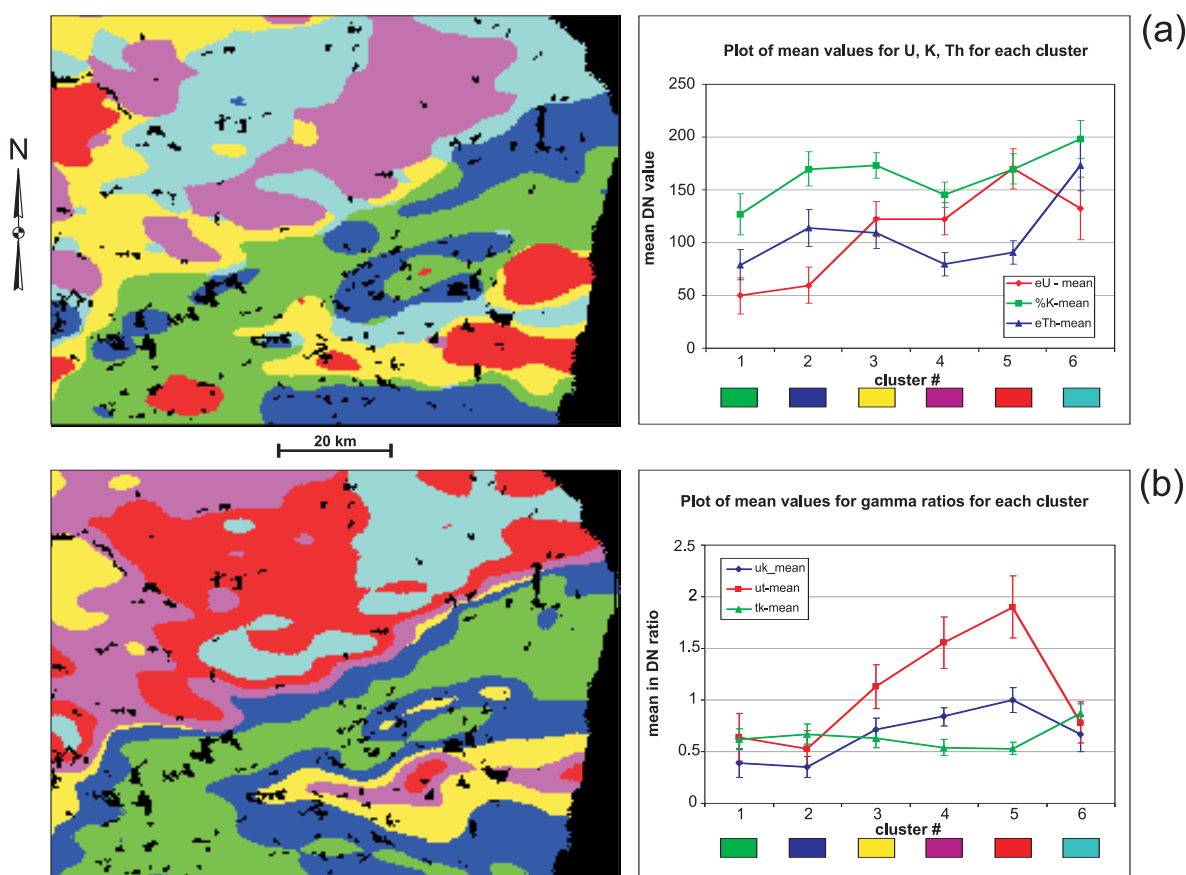 (a)
N
Plot of mean values for U, K, Th for each cluster
mean DN value
250
200
150
100
50
0
eU - mean
%K-mean
eTh-mean
1 2 3 4 5 6
cluster #
20 km
(b)
Plot of mean values for gamma ratios for each cluster
mean in DN ratio
2.5
2
1.5
1
0.5
0
uk_mean
ut-mean
tk-mean
1 2 3 4 5 6
cluster #